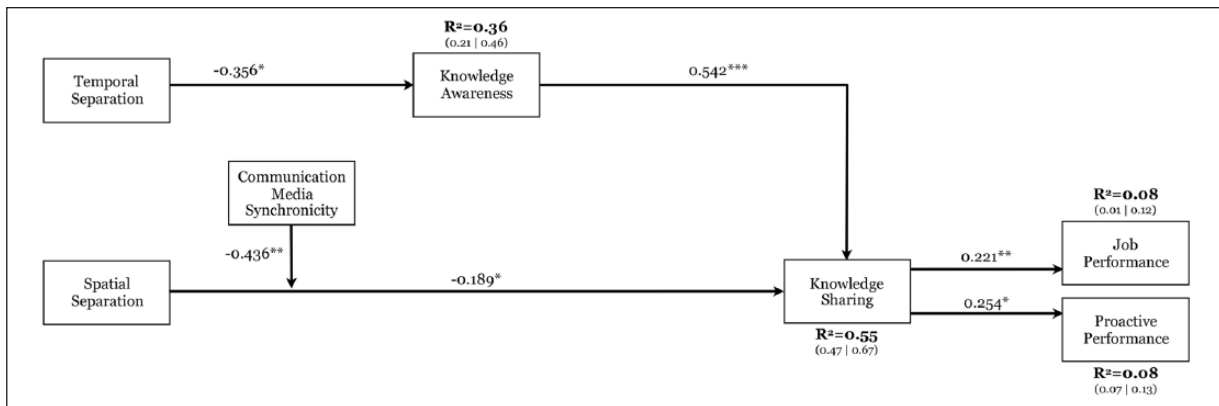 R²=0.36
(0.21 | 0.46)
Temporal
Separation
-0.356*
Knowledge
Awareness
0.542***
Communication
Media
Synchronicity
-0.436**
Spatial
Separation
-0.189*
Knowledge
Sharing
R²=0.55
(0.47 | 0.67)
R²=0.08
(0.01 | 0.12)
0.221**
Job
Performance
0.254*
Proactive
Performance
R²=0.08
(0.07 | 0.13)